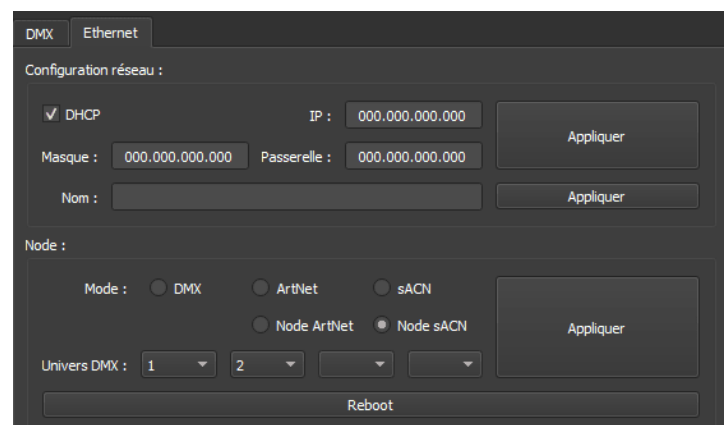 DMX Ethernet
Configuration réseau :
DHCP IP : 000.000.000.000 Appliquer
Masque : 000.000.000.000 Passerelle : 000.000.000.000
Nom : Appliquer
Node :
Mode : DMX ArtNet sACN
Node ArtNet Node sACN Appliquer
Univers DMX : 1 2
Reboot